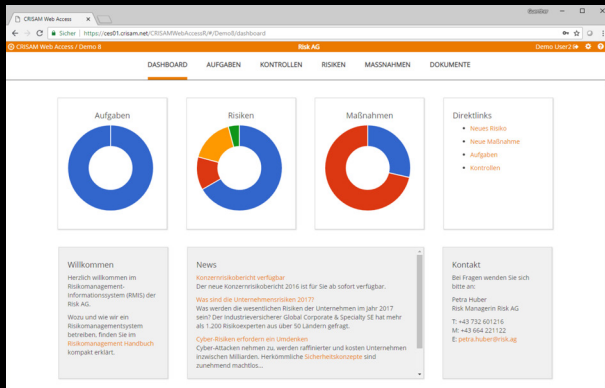 CRISAM Web Access
Sicher | https://ces01.crisam.net/CRISAMWebAccessR/#/Demo8/dashboard
CRISAM Web Access / Demo 8
Risk AG
Demo User2
DASHBOARD
AUFGABEN
KONTROLLEN
RISIKEN
MASSNAHMEN
DOKUMENTE
Aufgaben
Risiken
Maßnahmen
Direktlinks
Neues Risiko
Neue Maßnahme
Aufgaben
Kontrollen
Willkommen
Herzlich willkommen im
Risikomanagement-
Informationssystem (RMIS) der
Risk AG.
Wozu und wie wir ein
Risikomanagementsystem
betreiben, finden Sie im
Risikomanagement Handbuch
kompakt erklärt.
News
Konzernrisikobericht verfügbar
Der neue Konzernrisikobericht 2016 ist für Sie ab sofort verfügbar.
Was sind die Unternehmensrisiken 2017?
Was werden die wesentlichen Risiken der Unternehmen im Jahr 2017
sein? Der Industrieversicherer Global Corporate & Specialty SE hat mehr
als 1.200 Risikoexperten aus über 50 Ländern gefragt.
Cyber-Risiken erfordern ein Umdenken
Cyber-Attacken nehmen zu, werden raffinierter und kosten Unternehmen
inzwischen Milliarden. Herkömmliche Sicherheitskonzepte sind
zunehmend machtlos...
Kontakt
Bei Fragen wenden Sie sich
bitte an:
Petra Huber
Risk Managerin Risk AG
T: +43 732 601216
M: +43 664 221122
E: petra.huber@risk.ag